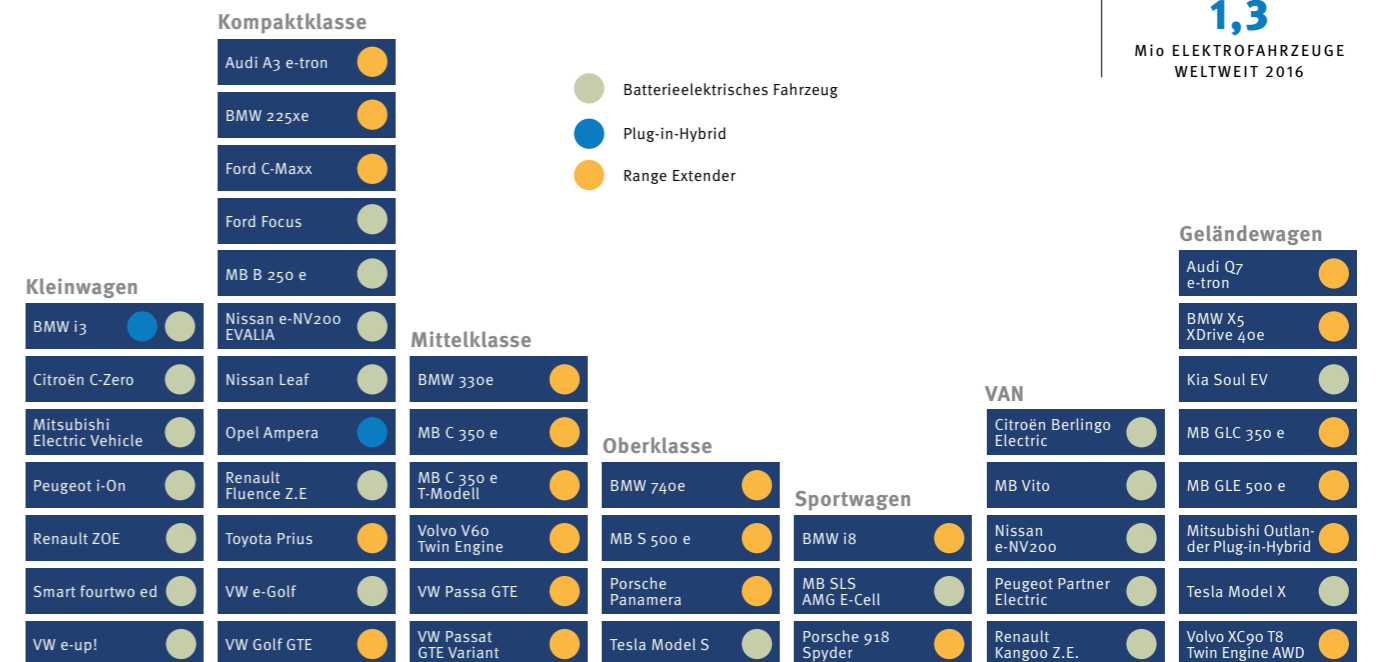 1,3
Mio ELEKTROFAHRZEUGE
WELTWEIT 2016
Batterieelektrisches Fahrzeug
Plug-in-Hybrid
Range Extender
Kleinwagen
BMW i3
Citroën C-Zero
Mitsubishi
Electric Vehicle
Peugeot i-On
Renault ZOE
Smart fourtwo ed
VW e-up!
Kompaktklasse
Audi A3 e-tron
BMW 225xe
Ford C-Maxx
Ford Focus
MB B 250 e
Nissan e-NV200
EVALIA
Nissan Leaf
Opel Ampera
Renault
Fluence Z.E
Toyota Prius
VW e-Golf
VW Golf GTE
Mittelklasse
BMW 330e
MB C 350 e
MB C 350 e
T-Modell
Volvo V60
Twin Engine
VW Passa GTE
VW Passat
GTE Variant
Oberklasse
BMW 740e
MB S 500 e
Porsche
Panamera
Tesla Model S
Sportwagen
BMW i8
MB SLS
AMG E-Cell
Porsche 918
Spyder
VAN
Citroën Berlingo
Electric
MB Vito
Nissan
e-NV200
Peugeot Partner
Electric
Renault
Kangoo Z.E.
Geländewagen
Audi Q7
e-tron
BMW X5
XDrive 40e
Kia Soul EV
MB GLC 350 e
MB GLE 500 e
Mitsubishi Outlan-
der Plug-in-Hybrid
Tesla Model X
Volvo XC90 T8
Twin Engine AWD